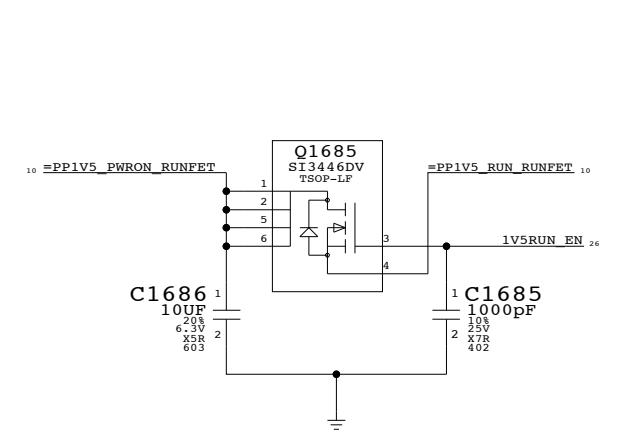 Q1685
SI3446DV
TSOP-LF
10 =PP1V5_PWRON_RUNFET
=PP1V5_RUN_RUNFET 10
1
2
5
6
3
1V5RUN_EN 26
4
C1686 1
10UF
20%
6.3V
X5R
603
2
1 C1685
1000pF
10%
25V
X7R
402
2